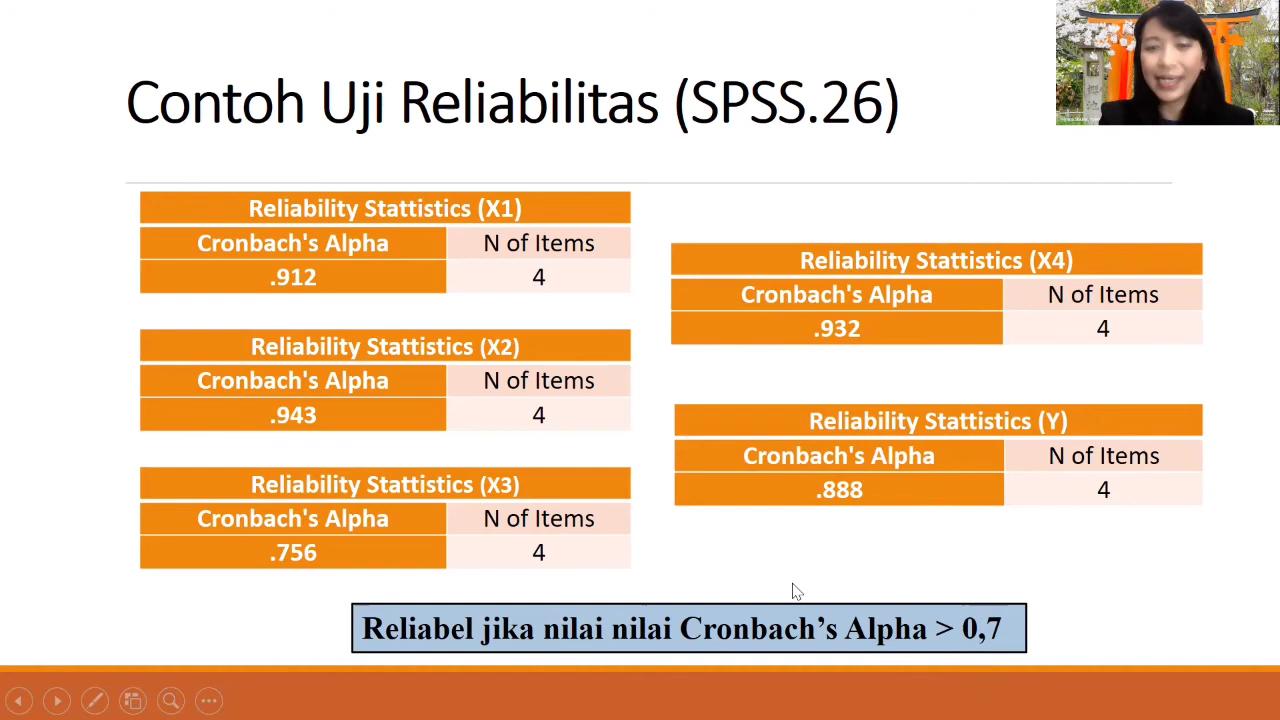 Contoh Uji Reliabilitas (SPSS.26)
Reliability Stattistics (X1)
Cronbach's Alpha N of Items
.912 4
Reliability Stattistics (X2)
Cronbach's Alpha N of Items
.943 4
Reliability Stattistics (X3)
Cronbach's Alpha N of Items
.756 4
Reliability Stattistics (X4)
Cronbach's Alpha N of Items
.932 4
Reliability Stattistics (Y)
Cronbach's Alpha N of Items
.888 4
Reliabel jika nilai nilai Cronbach’s Alpha > 0,7